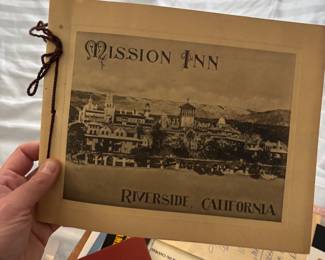 Mission Inn
Riverside, California